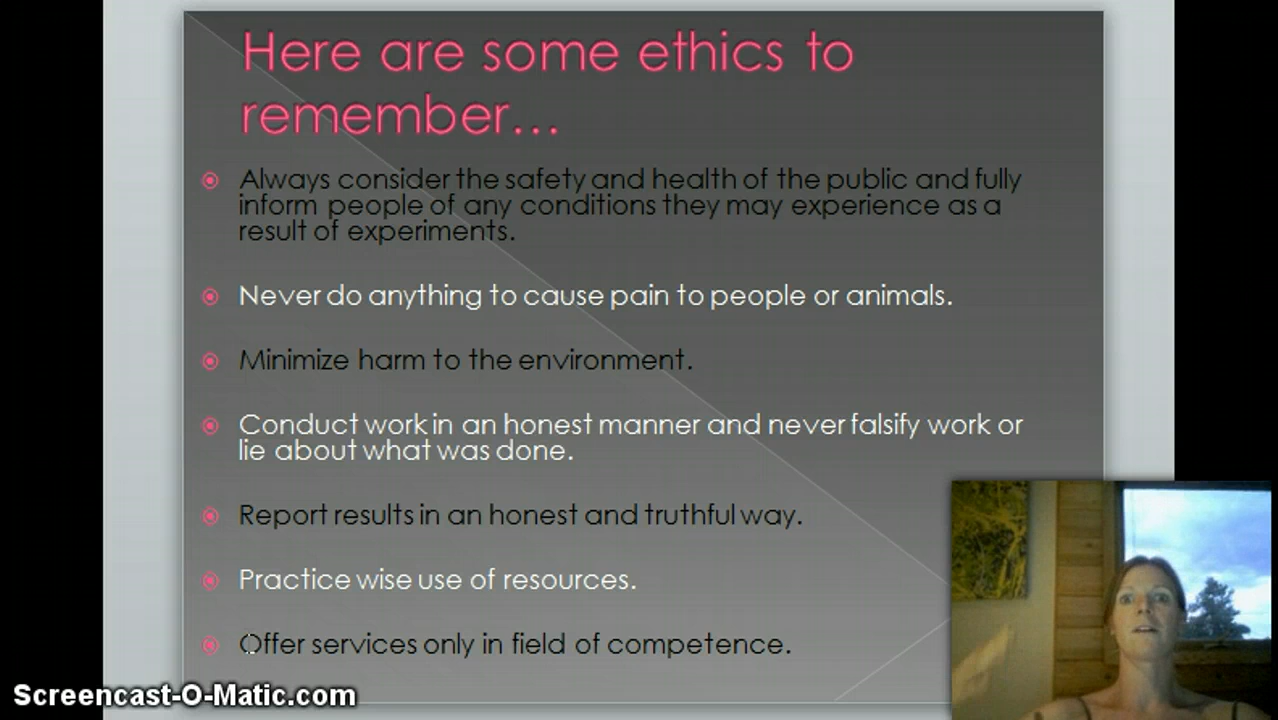 Here are some ethics to
remember...
Always consider the safety and health of the public and fully
inform people of any conditions they may experience as a
result of experiments.
Never do anything to cause pain to people or animals.
Minimize harm to the environment.
Conduct work in an honest manner and never falsify work or
lie about what was done.
Report results in an honest and truthful way.
Practice wise use of resources.
Offer services only in field of competence.
Screencast-O-Matic.com